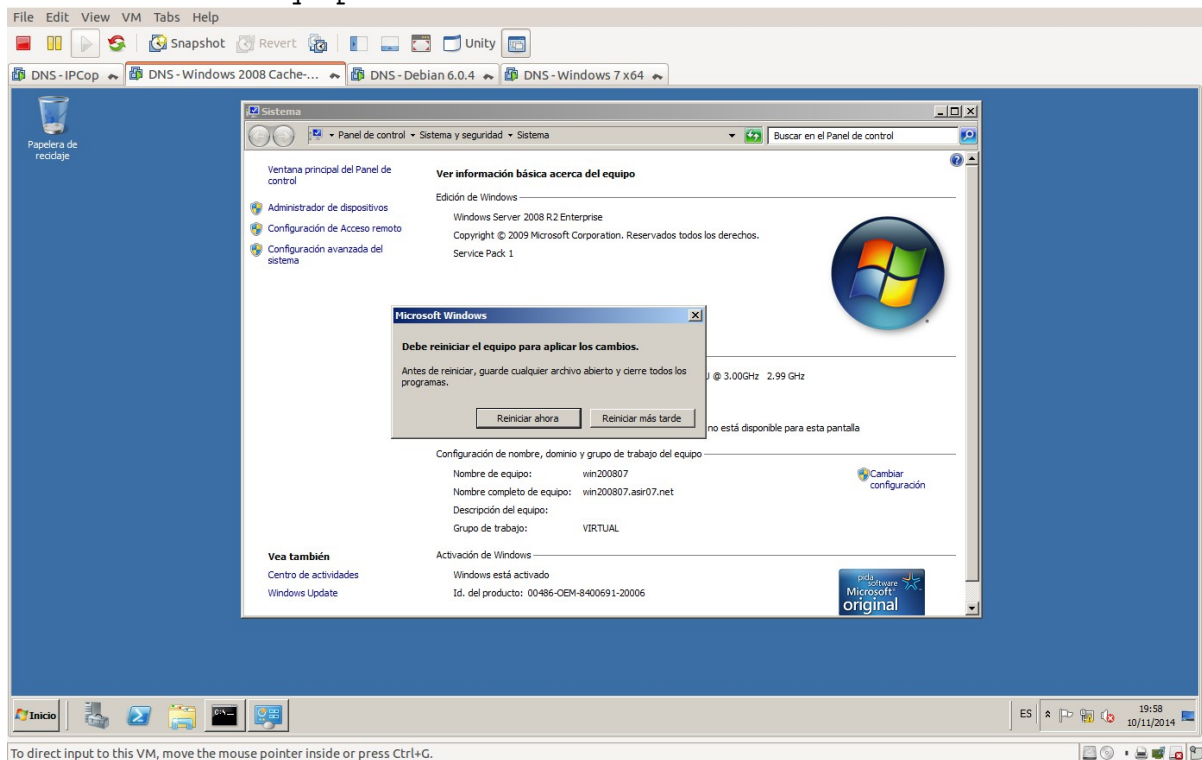 File Edit View VM Tabs Help
Snapshot Revert Unity
DNS - IPCop DNS - Windows 2008 Cache-... DNS - Debian 6.0.4 DNS - Windows 7 x64
Papelera de
reciclaje
Sistema
Panel de control Sistema y seguridad Sistema Buscar en el Panel de control
Ventana principal del Panel de
control
Administrador de dispositivos
Configuración de Acceso remoto
Configuración avanzada del
sistema
Ver información básica acerca del equipo
Edición de Windows
Windows Server 2008 R2 Enterprise
Copyright © 2009 Microsoft Corporation. Reservados todos los derechos.
Service Pack 1
Microsoft Windows
Debe reiniciar el equipo para aplicar los cambios.
Antes de reiniciar, guarde cualquier archivo abierto y cierre todos los
programas.
Reiniciar ahora Reiniciar más tarde
@ 3.00GHz 2.99 GHz
no está disponible para esta pantalla
Configuración de nombre, dominio y grupo de trabajo del equipo
Nombre de equipo: win200807
Nombre completo de equipo: win200807.asir07.net
Descripción del equipo:
Grupo de trabajo: VIRTUAL
Cambiar
configuración
Vea también
Centro de actividades
Windows Update
Activación de Windows
Windows está activado
Id. del producto: 00486-OEM-8400691-20006
pida
software
Microsoft
original
Inicio
ES
19:58
10/11/2014
To direct input to this VM, move the mouse pointer inside or press Ctrl+G.